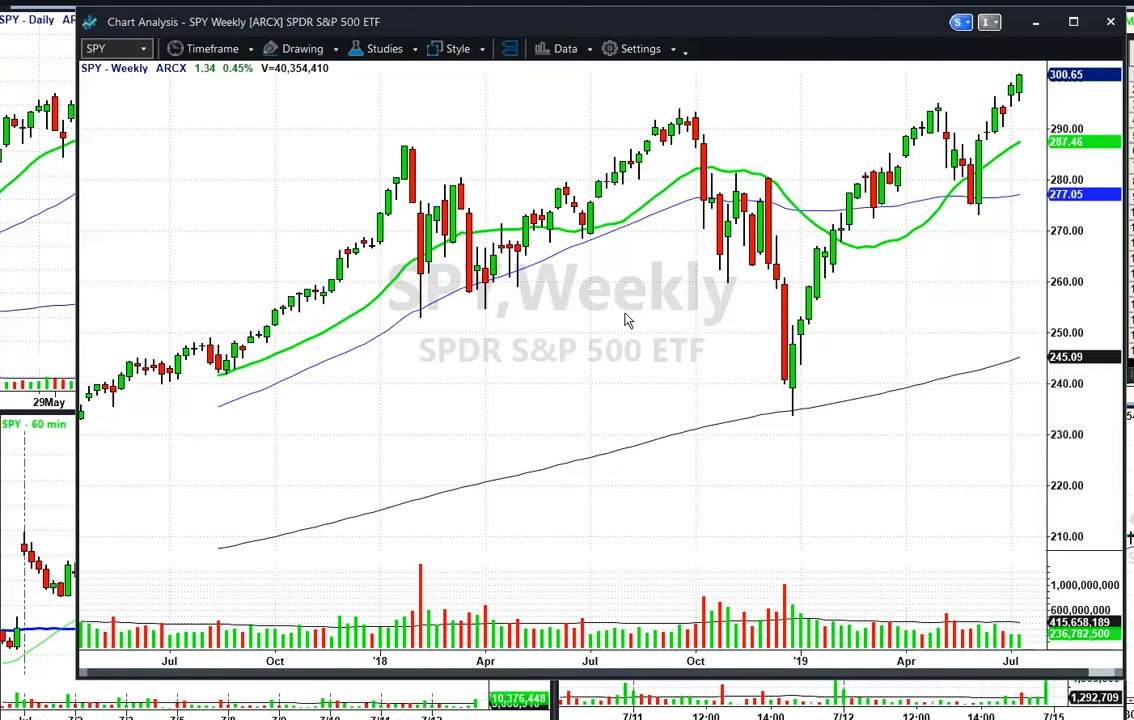 SPY - Daily AR
Chart Analysis - SPY Weekly [ARCX] SPDR S&P 500 ETF
S
I
SPY Timeframe Drawing Studies Style Data Settings
SPY - Weekly ARCX 1.34 0.45% V=40,354,410
300.65
290.00
287.46
280.00
277.05
270.00
260.00
250.00
245.09
240.00
230.00
220.00
210.00
SPY,Weekly
SPDR S&P 500 ETF
29May
SPY - 60 min
1,000,000,000
600,000,000
415,658,189
236,782,500
Jul Oct '18 Apr Jul Oct '19 Apr Jul
10,376,448
1,292,709
7/11 12:00 14:00 7/12 12:00 14:00 7/15